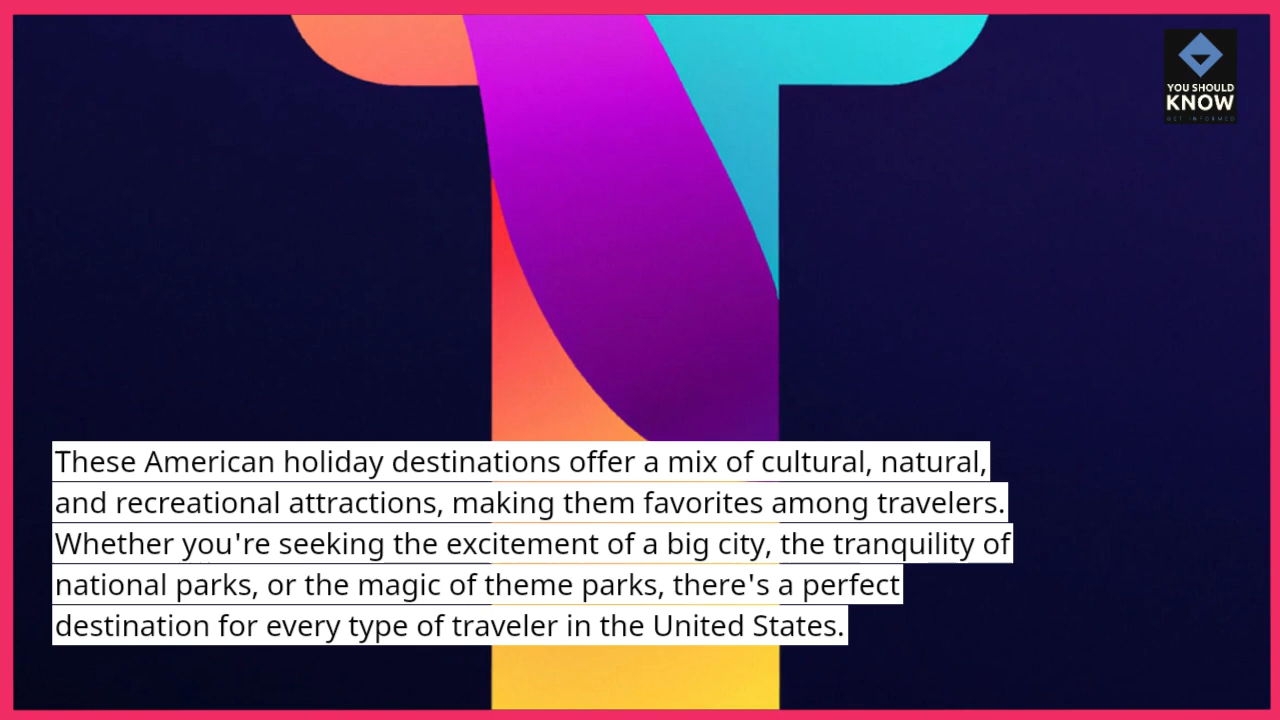 YOU SHOULD
KNOW
GET INFORMED
These American holiday destinations offer a mix of cultural, natural,
and recreational attractions, making them favorites among travelers.
Whether you're seeking the excitement of a big city, the tranquility of
national parks, or the magic of theme parks, there's a perfect
destination for every type of traveler in the United States.